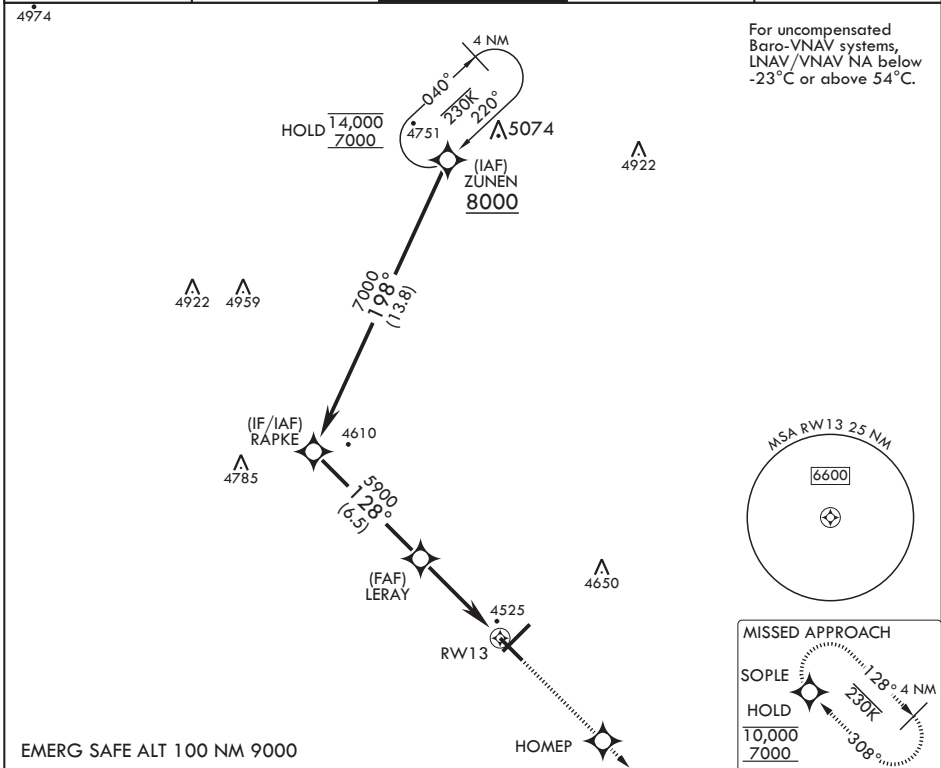 4974
For uncompensated
Baro-VNAV systems,
LNAV/VNAV NA below
-23°C or above 54°C.
4 NM
040°
230K
220°
HOLD 14,000
7000
4751
5074
4922
(IAF)
ZUNEN
8000
4922
4959
7000
198°
(13.8)
(IF/IAF)
RAPKE
4610
4785
5900
128°
(6.5)
MSA RW13 25 NM
6600
(FAF)
LERAY
4650
4525
RW13
HOMEP
EMERG SAFE ALT 100 NM 9000
MISSED APPROACH
SOPLE
HOLD
10,000
7000
128°
4 NM
230K
308°